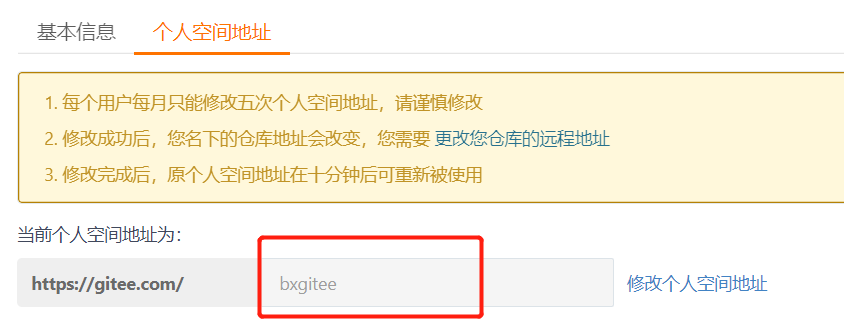 基本信息 个人空间地址
1. 每个用户每月只能修改五次个人空间地址，请谨慎修改
2. 修改成功后，您名下的仓库地址会改变，您需要 更改您仓库的远程地址
3. 修改完成后，原个人空间地址在十分钟后可重新被使用
当前个人空间地址为：
https://gitee.com/ bxgitee 修改个人空间地址